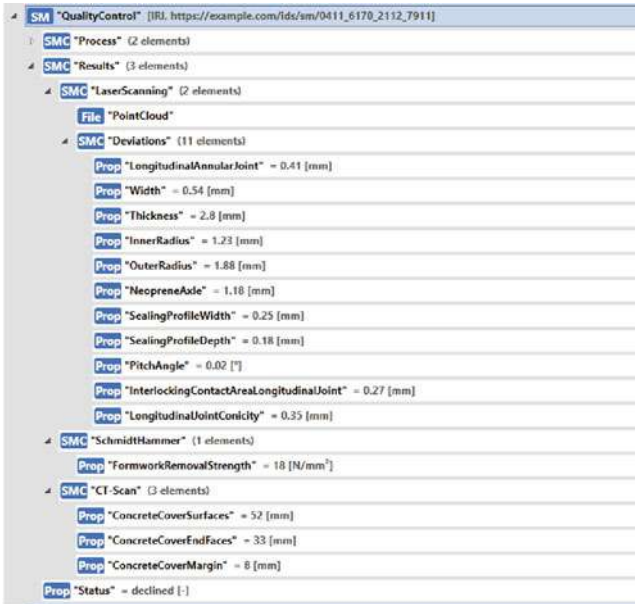 SM "QualityControl" [IRI, https://example.com/ids/sm/0411_6170_2112_7911]
SMC "Process" (2 elements)
SMC "Results" (3 elements)
SMC "LaserScanning" (2 elements)
File "PointCloud"
SMC "Deviations" (11 elements)
Prop "LongitudinalAnnularJoint" = 0.41 [mm]
Prop "Width" = 0.54 [mm]
Prop "Thickness" = 2.8 [mm]
Prop "InnerRadius" = 1.23 [mm]
Prop "OuterRadius" = 1.88 [mm]
Prop "NeopreneAxle" = 1.18 [mm]
Prop "SealingProfileWidth" = 0.25 [mm]
Prop "SealingProfileDepth" = 0.18 [mm]
Prop "PitchAngle" = 0.02 [°]
Prop "InterlockingContactAreaLongitudinalJoint" = 0.27 [mm]
Prop "LongitudinalJointConicity" = 0.35 [mm]
SMC "SchmidtHammer" (1 elements)
Prop "FormworkRemovalStrength" = 18 [N/mm²]
SMC "CT-Scan" (3 elements)
Prop "ConcreteCoverSurfaces" = 52 [mm]
Prop "ConcreteCoverEndFaces" = 33 [mm]
Prop "ConcreteCoverMargin" = 8 [mm]
Prop "Status" = declined [-]